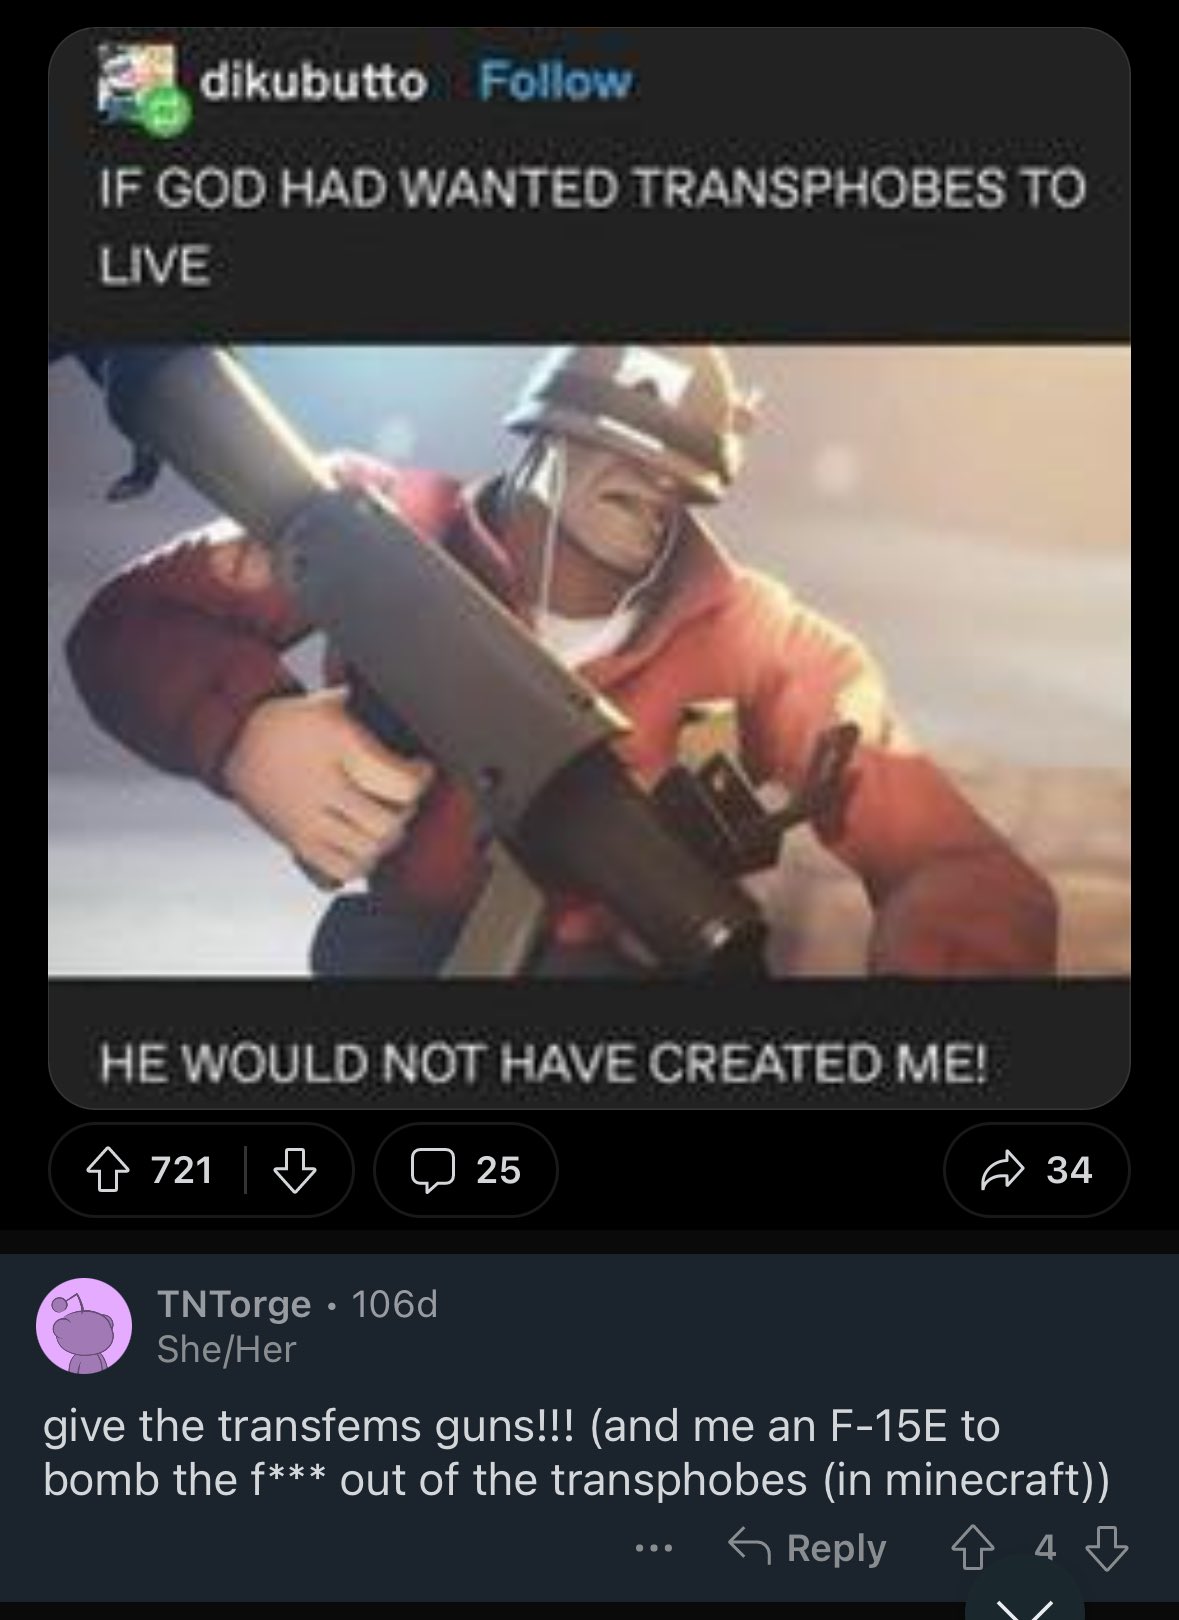 dikubutto Follow
IF GOD HAD WANTED TRANSPHOBES TO
LIVE
HE WOULD NOT HAVE CREATED ME!
721 25 34
TNTorge • 106d
She/Her
give the transfems guns!!! (and me an F-15E to
bomb the f*** out of the transphobes (in minecraft))
... Reply 4